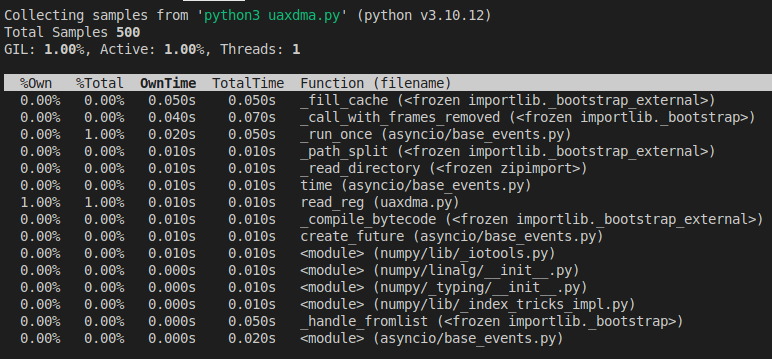 Collecting samples from 'python3 uaxdma.py' (python v3.10.12)
Total Samples 500
GIL: 1.00%, Active: 1.00%, Threads: 1
%Own %Total OwnTime TotalTime Function (filename)
0.00% 0.00% 0.050s 0.050s _fill_cache (<frozen importlib._bootstrap_external>)
0.00% 0.00% 0.040s 0.070s _call_with_frames_removed (<frozen importlib._bootstrap>)
0.00% 1.00% 0.020s 0.050s _run_once (asyncio/base_events.py)
0.00% 0.00% 0.010s 0.010s _path_split (<frozen importlib._bootstrap_external>)
0.00% 0.00% 0.010s 0.010s _read_directory (<frozen zipimport>)
0.00% 0.00% 0.010s 0.010s time (asyncio/base_events.py)
1.00% 1.00% 0.010s 0.010s read_reg (uaxdma.py)
0.00% 0.00% 0.010s 0.010s _compile_bytecode (<frozen importlib._bootstrap_external>)
0.00% 0.00% 0.010s 0.010s create_future (asyncio/base_events.py)
0.00% 0.00% 0.010s 0.010s <module> (numpy/lib/_iotools.py)
0.00% 0.00% 0.000s 0.010s <module> (numpy/linalg/__init__.py)
0.00% 0.00% 0.000s 0.010s <module> (numpy/_typing/__init__.py)
0.00% 0.00% 0.000s 0.010s <module> (numpy/lib/_index_tricks_impl.py)
0.00% 0.00% 0.000s 0.050s _handle_fromlist (<frozen importlib._bootstrap>)
0.00% 0.00% 0.000s 0.020s <module> (asyncio/base_events.py)